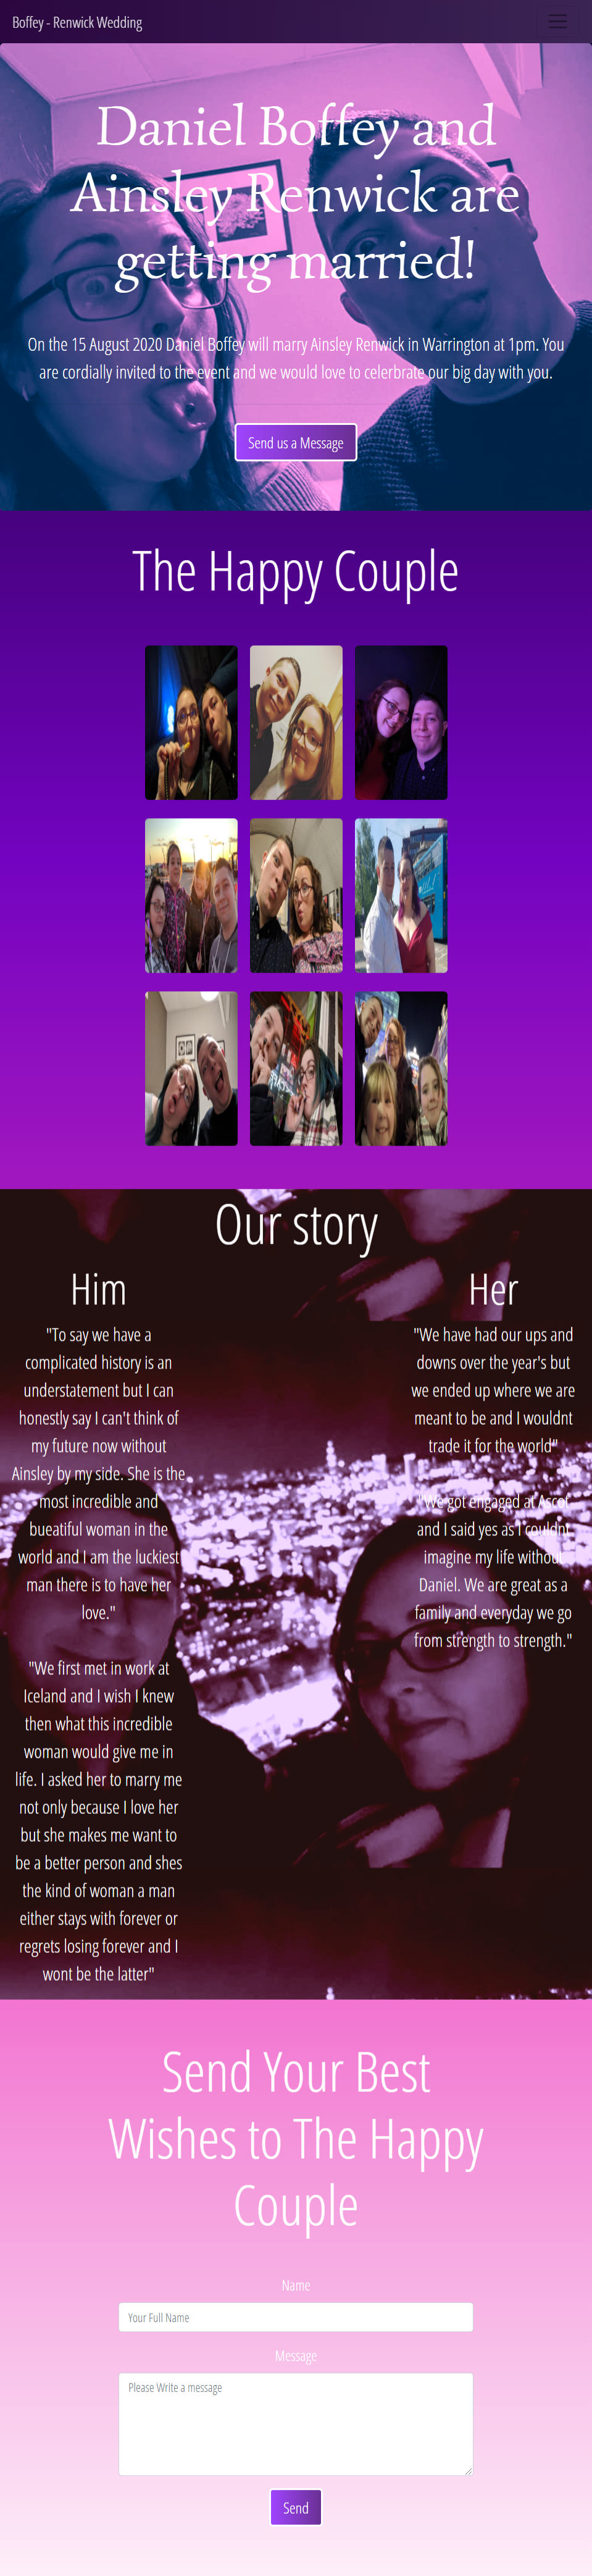 Boffey - Renwick Wedding
Daniel Boffey and
Ainsley Renwick are
getting married!
On the 15 August 2020 Daniel Boffey will marry Ainsley Renwick in Warrington at 1pm. You
are cordially invited to the event and we would love to celerbrate our big day with you.
Send us a Message
The Happy Couple
Our story
Him
"To say we have a
complicated history is an
understatement but I can
honestly say I can't think of
my future now without
Ainsley by my side. She is the
most incredible and
bueatiful woman in the
world and I am the luckiest
man there is to have her
love."
"We first met in work at
Iceland and I wish I knew
then what this incredible
woman would give me in
life. I asked her to marry me
not only because I love her
but she makes me want to
be a better person and shes
the kind of woman a man
either stays with forever or
regrets losing forever and I
wont be the latter"
Her
"We have had our ups and
downs over the year's but
we ended up where we are
meant to be and I wouldnt
trade it for the world"
"We got engaged at Ascot
and I said yes as I couldnt
imagine my life without
Daniel. We are great as a
family and everyday we go
from strength to strength."
Send Your Best
Wishes to The Happy
Couple
Name
Your Full Name
Message
Please Write a message
Send